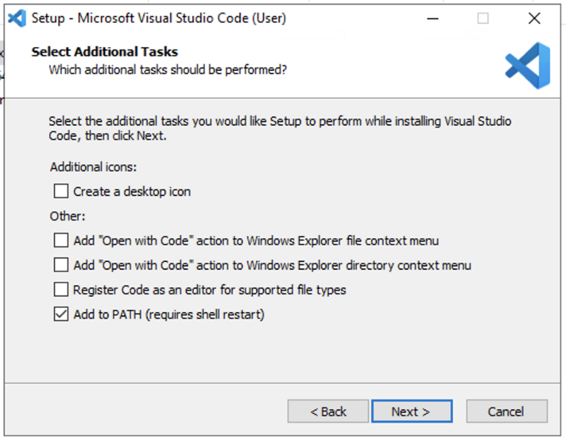 Setup - Microsoft Visual Studio Code (User)
Select Additional Tasks
Which additional tasks should be performed?
Select the additional tasks you would like Setup to perform while installing Visual Studio
Code, then click Next.
Additional icons:
Create a desktop icon
Other:
Add "Open with Code" action to Windows Explorer file context menu
Add "Open with Code" action to Windows Explorer directory context menu
Register Code as an editor for supported file types
Add to PATH (requires shell restart)
< Back
Next >
Cancel